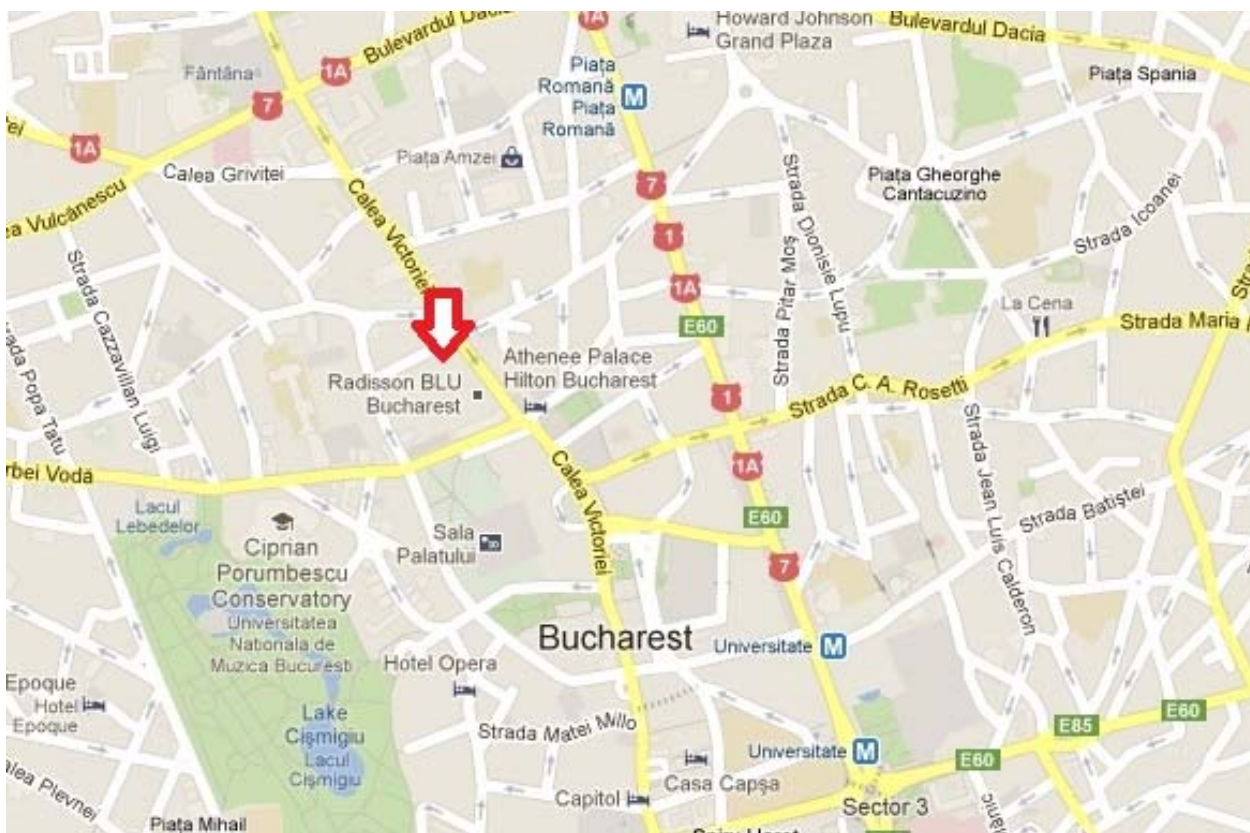 Howard Johnson
Grand Plaza
Bulevardul Dacia
1A
Bulevardul Dacia
1A
Fântâna
7
Piața
Romană
Piața
Romană
M
Piața Spania
1A
Calea Griviței
Piața Amzei
7
Piața Gheorghe
Cantacuzino
Vulcănescu
Calea Victoriei
Strada Dionisie Lupu
Strada Icoanei
1
Strada Cazzavillan Luigi
1A
Strapa Pitar Moș
La Cena
E60
Strada Maria
Strada Popa Tatu
Athenee Palace
Hilton Bucharest
Radisson BLU
Bucharest
1
Strada C. A. Rosetti
Voda
Calea Victoriei
1A
Strada Jean Luis Calderon
Strada Batiștei
Lacul
Lebedelor
E60
Sala
Palatului
Ciprian
Porumbescu
Conservatory
Universitatea
Nationala de
Muzica Bucuresti
7
Bucharest
Universitate
M
Hotel Opera
Epoque
Hotel
Epoque
Lake
Cișmigiu
Lacul
Cișmigiu
Strada Matei Millo
E85
E60
Universitate
M
E60
Plevnei
Casa Capșa
Capitol
Sector 3
Piața Mihail